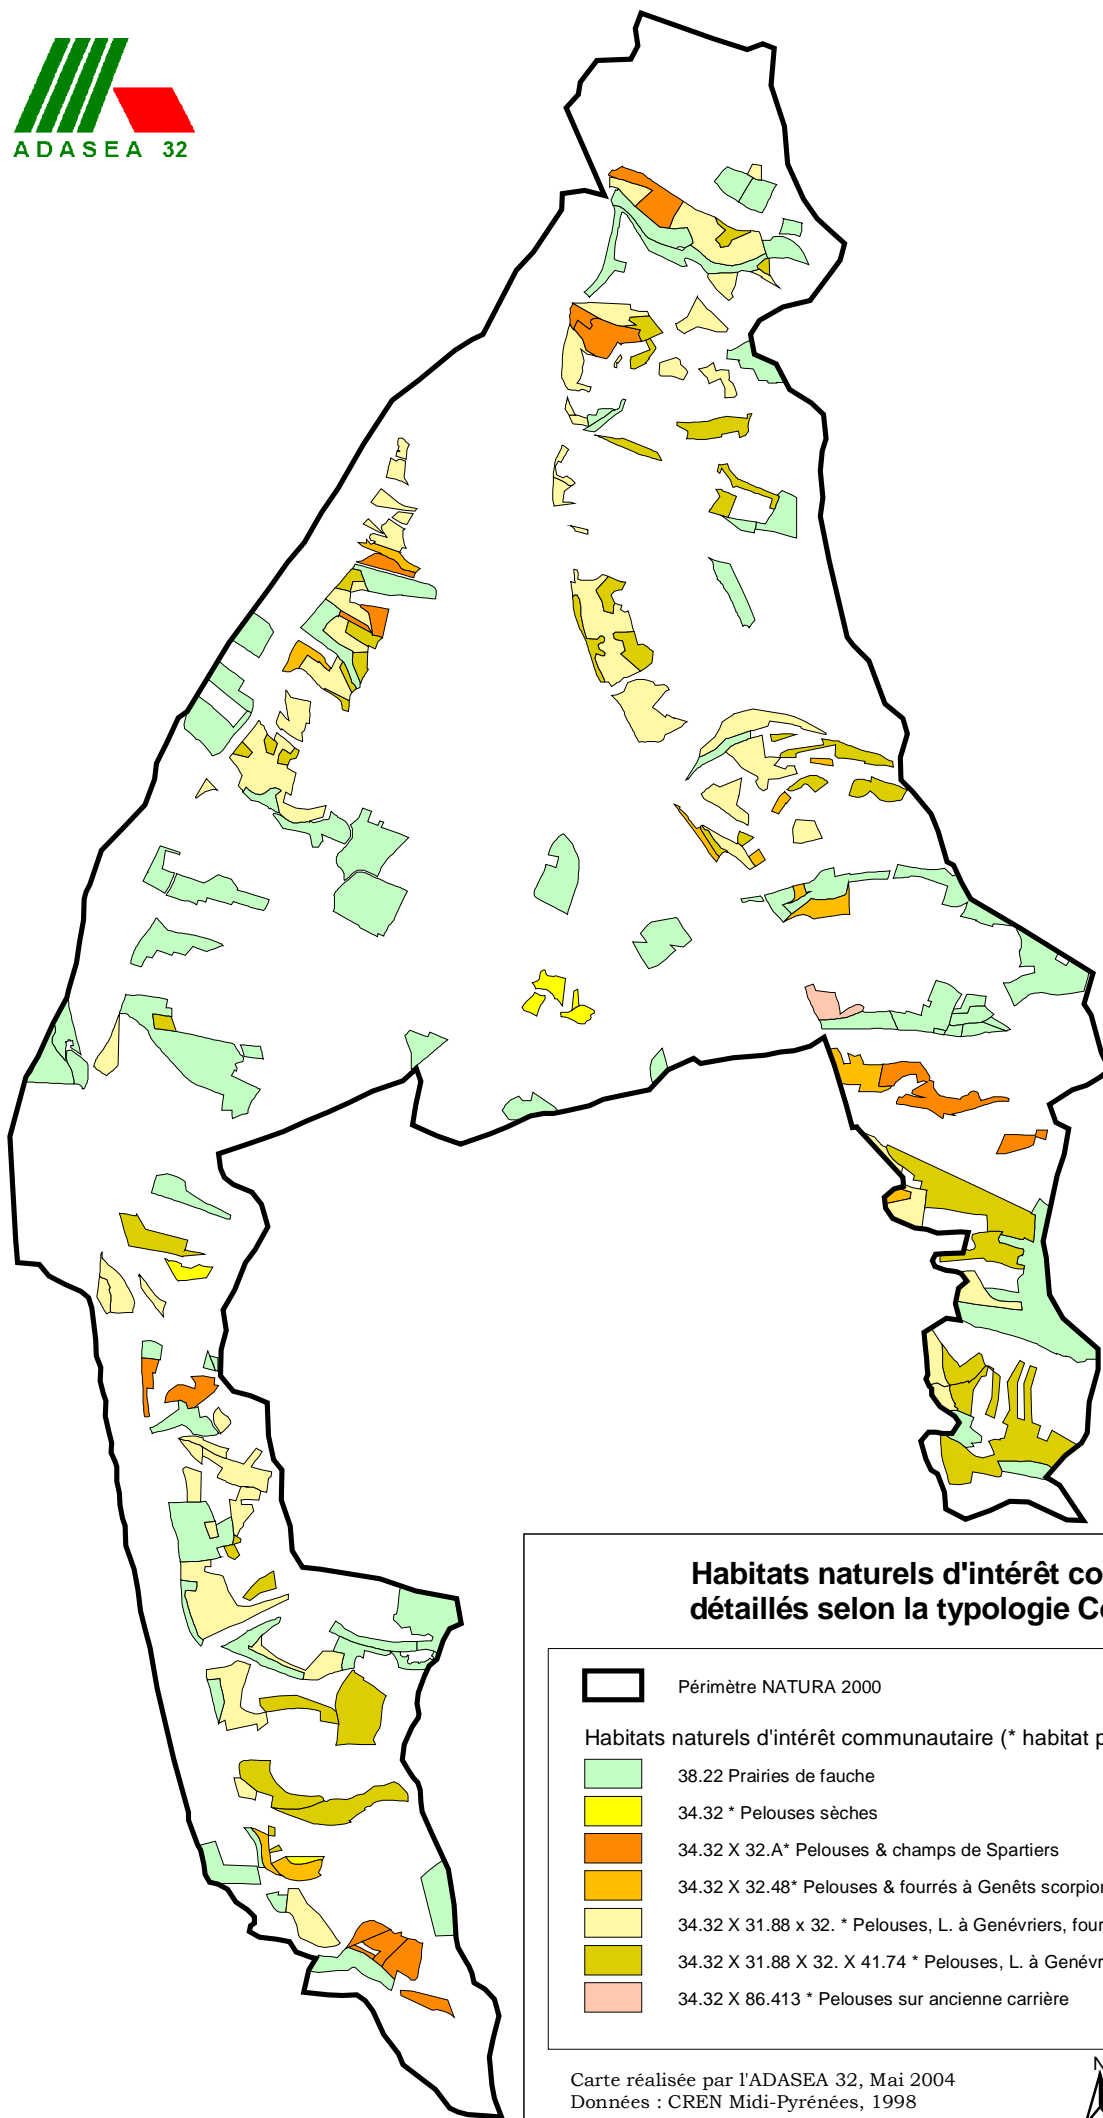 ADASEA 32
Habitats naturels d'intérêt co
détaillés selon la typologie C
Périmètre NATURA 2000
Habitats naturels d'intérêt communautaire (* habitat p
38.22 Prairies de fauche
34.32 * Pelouses sèches
34.32 X 32.A* Pelouses & champs de Spartiers
34.32 X 32.48* Pelouses & fourrés à Genêts scorpion
34.32 X 31.88 x 32. * Pelouses, L. à Genévriers, four
34.32 X 31.88 X 32. X 41.74 * Pelouses, L. à Genévr
34.32 X 86.413 * Pelouses sur ancienne carrière
N
Carte réalisée par l'ADASEA 32, Mai 2004
Données : CREN Midi-Pyrénées, 1998